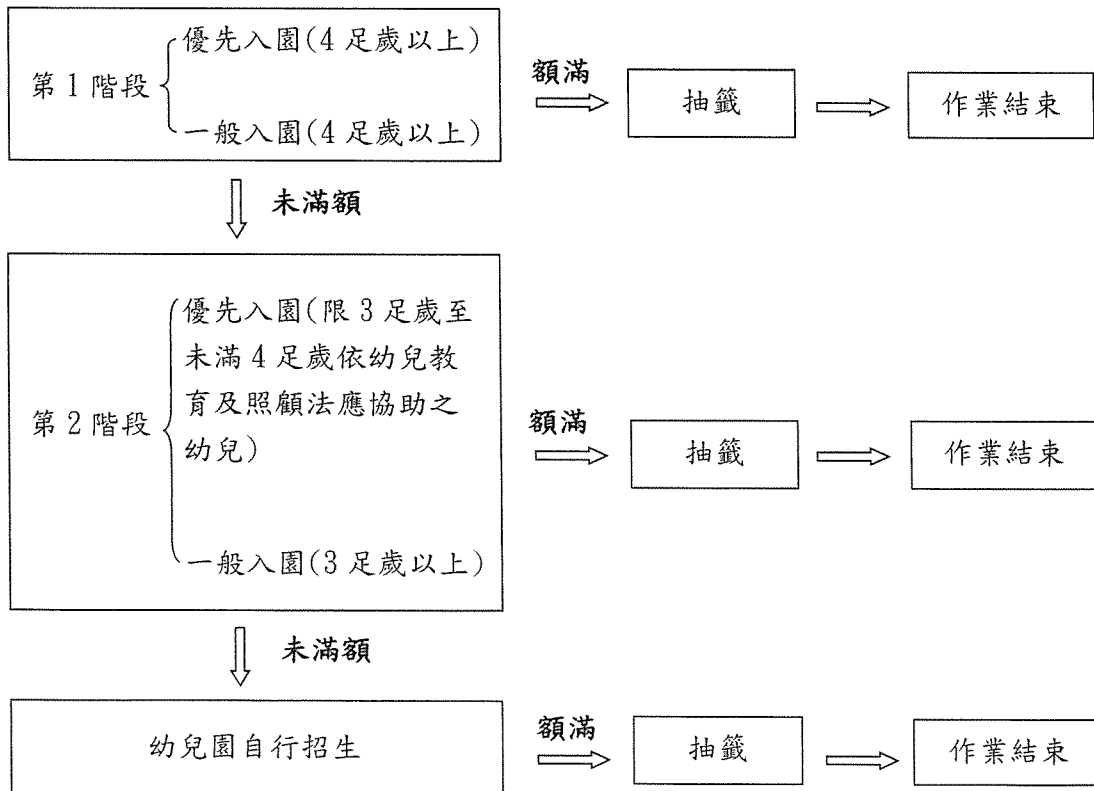 優先入園(4 足歲以上)
第 1 階段
一般入園(4 足歲以上)
額滿
抽籤
作業結束
未滿額
優先入園(限 3 足歲至
未滿 4 足歲依幼兒教
育及照顧法應協助之
幼兒)
第 2 階段
一般入園(3 足歲以上)
額滿
抽籤
作業結束
未滿額
幼兒園自行招生
額滿
抽籤
作業結束